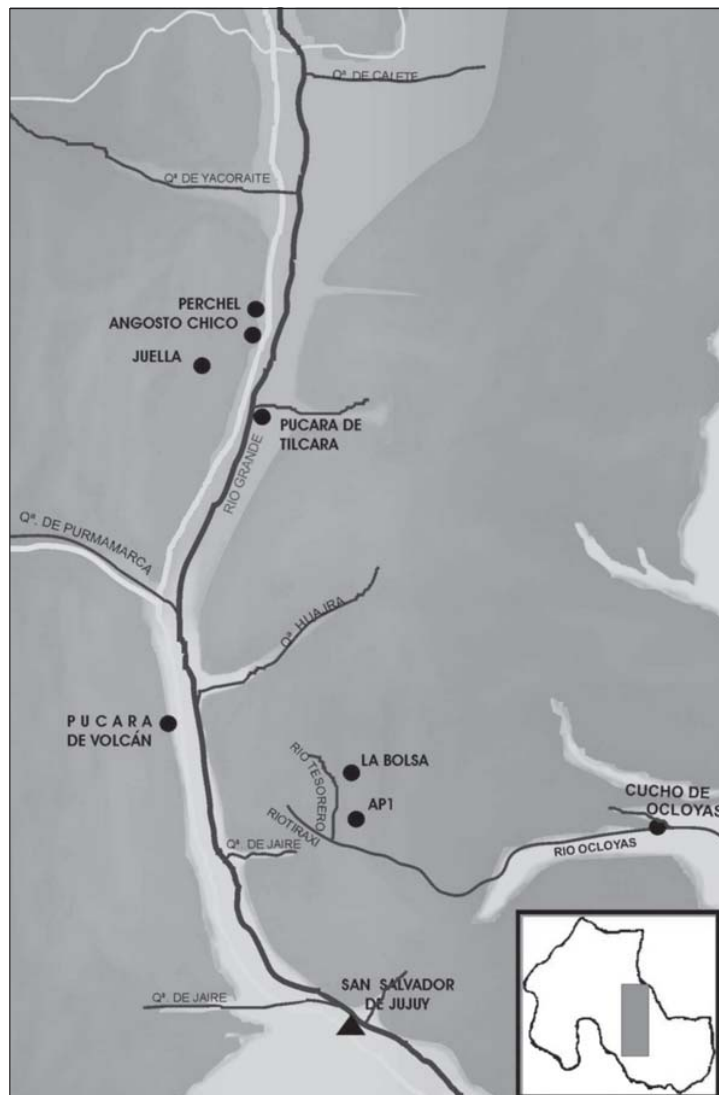 Qª. DE CALETE
Qª DE YACORAITE
PERCHEL
ANGOSTO CHICO
JUELLA
PUCARA DE
TILCARA
RIO GRANDE
Qª. DE PURMAMARCA
Qª. HUAJRA
PUCARA
DE VOLCÁN
LA BOLSA
RIO TESORERO
AP1
CUCHO DE
OCLOYAS
RIO TIRAXI
RIO OCLOYAS
Qª. DE JAIRE
SAN SALVADOR
DE JUJUY
Qª. DE JAIRE